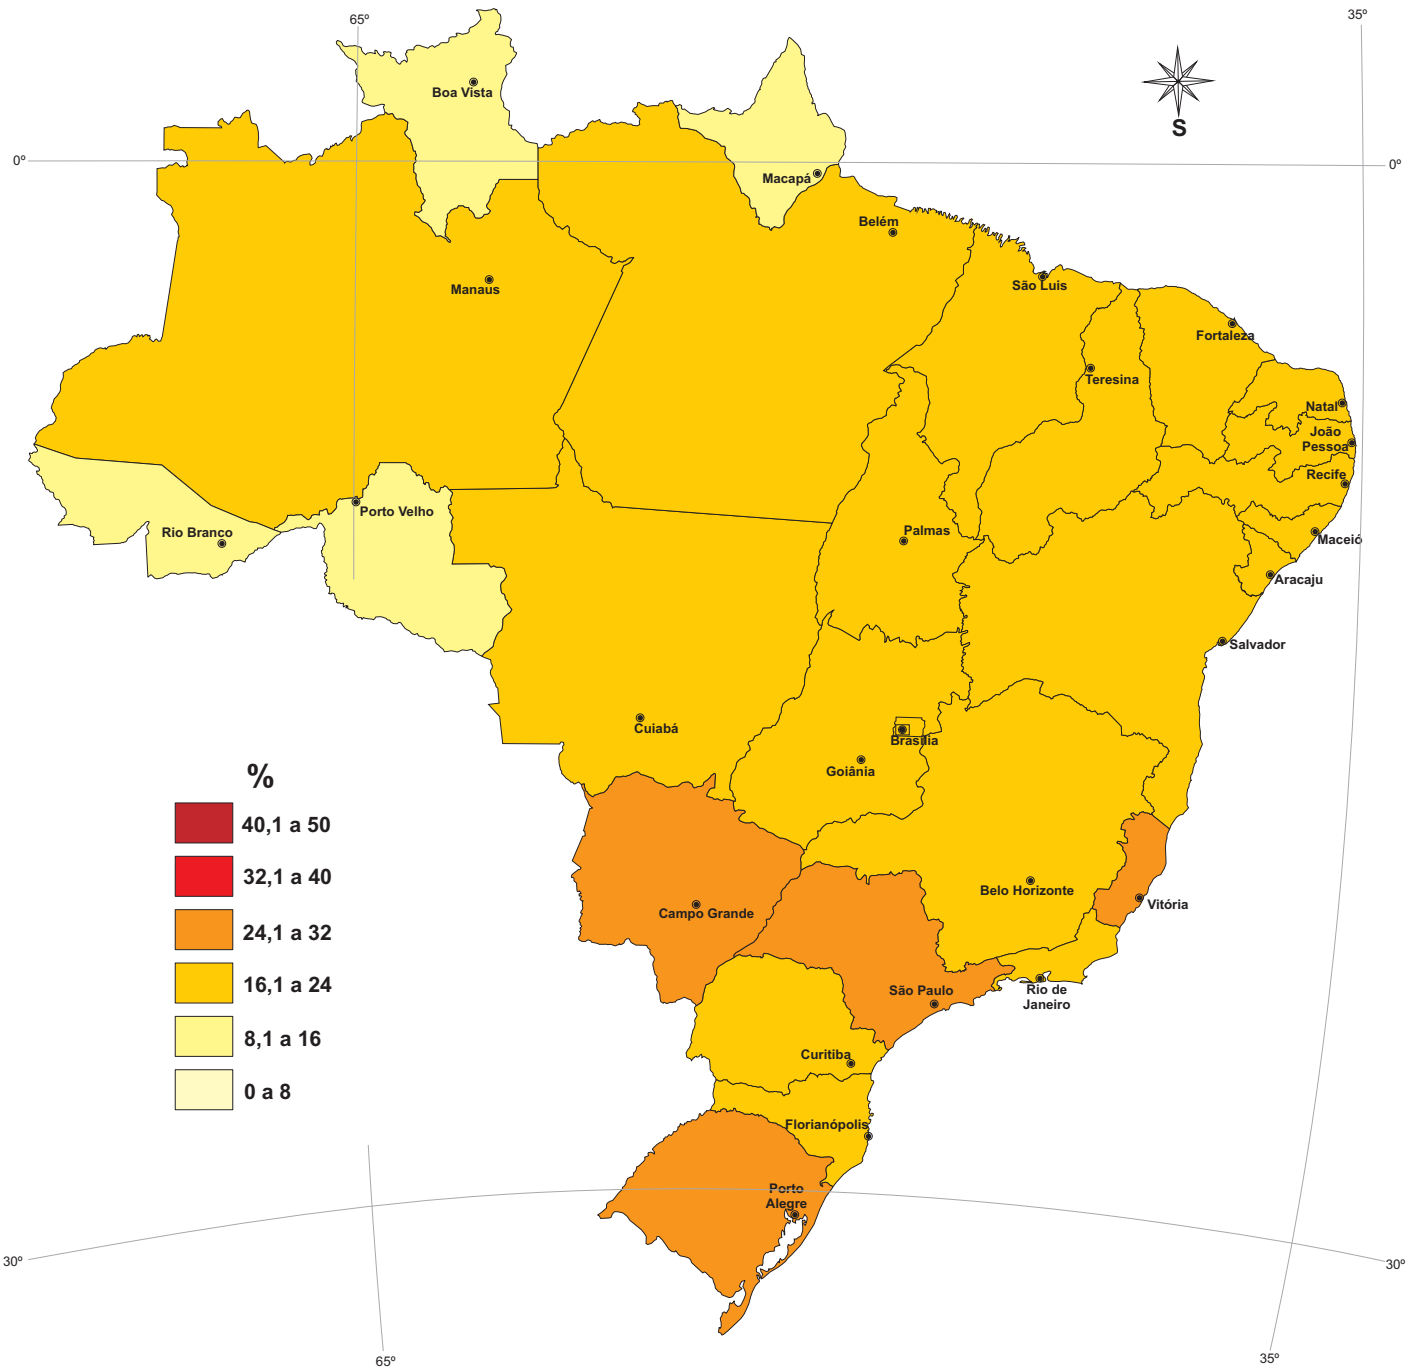 65º
35º
Boa Vista
S
0º
0º
Macapá
Belém
Manaus
São Luis
Fortaleza
Teresina
Natal
João
Pessoa
Recife
Porto Velho
Rio Branco
Palmas
Maceió
Aracaju
Salvador
Cuiabá
Brasília
Goiânia
%
40,1 a 50
32,1 a 40
24,1 a 32
16,1 a 24
8,1 a 16
0 a 8
Belo Horizonte
Vitória
Campo Grande
São Paulo
Rio de
Janeiro
Curitiba
Florianópolis
Porto
Alegre
30º
30º
65º
35º